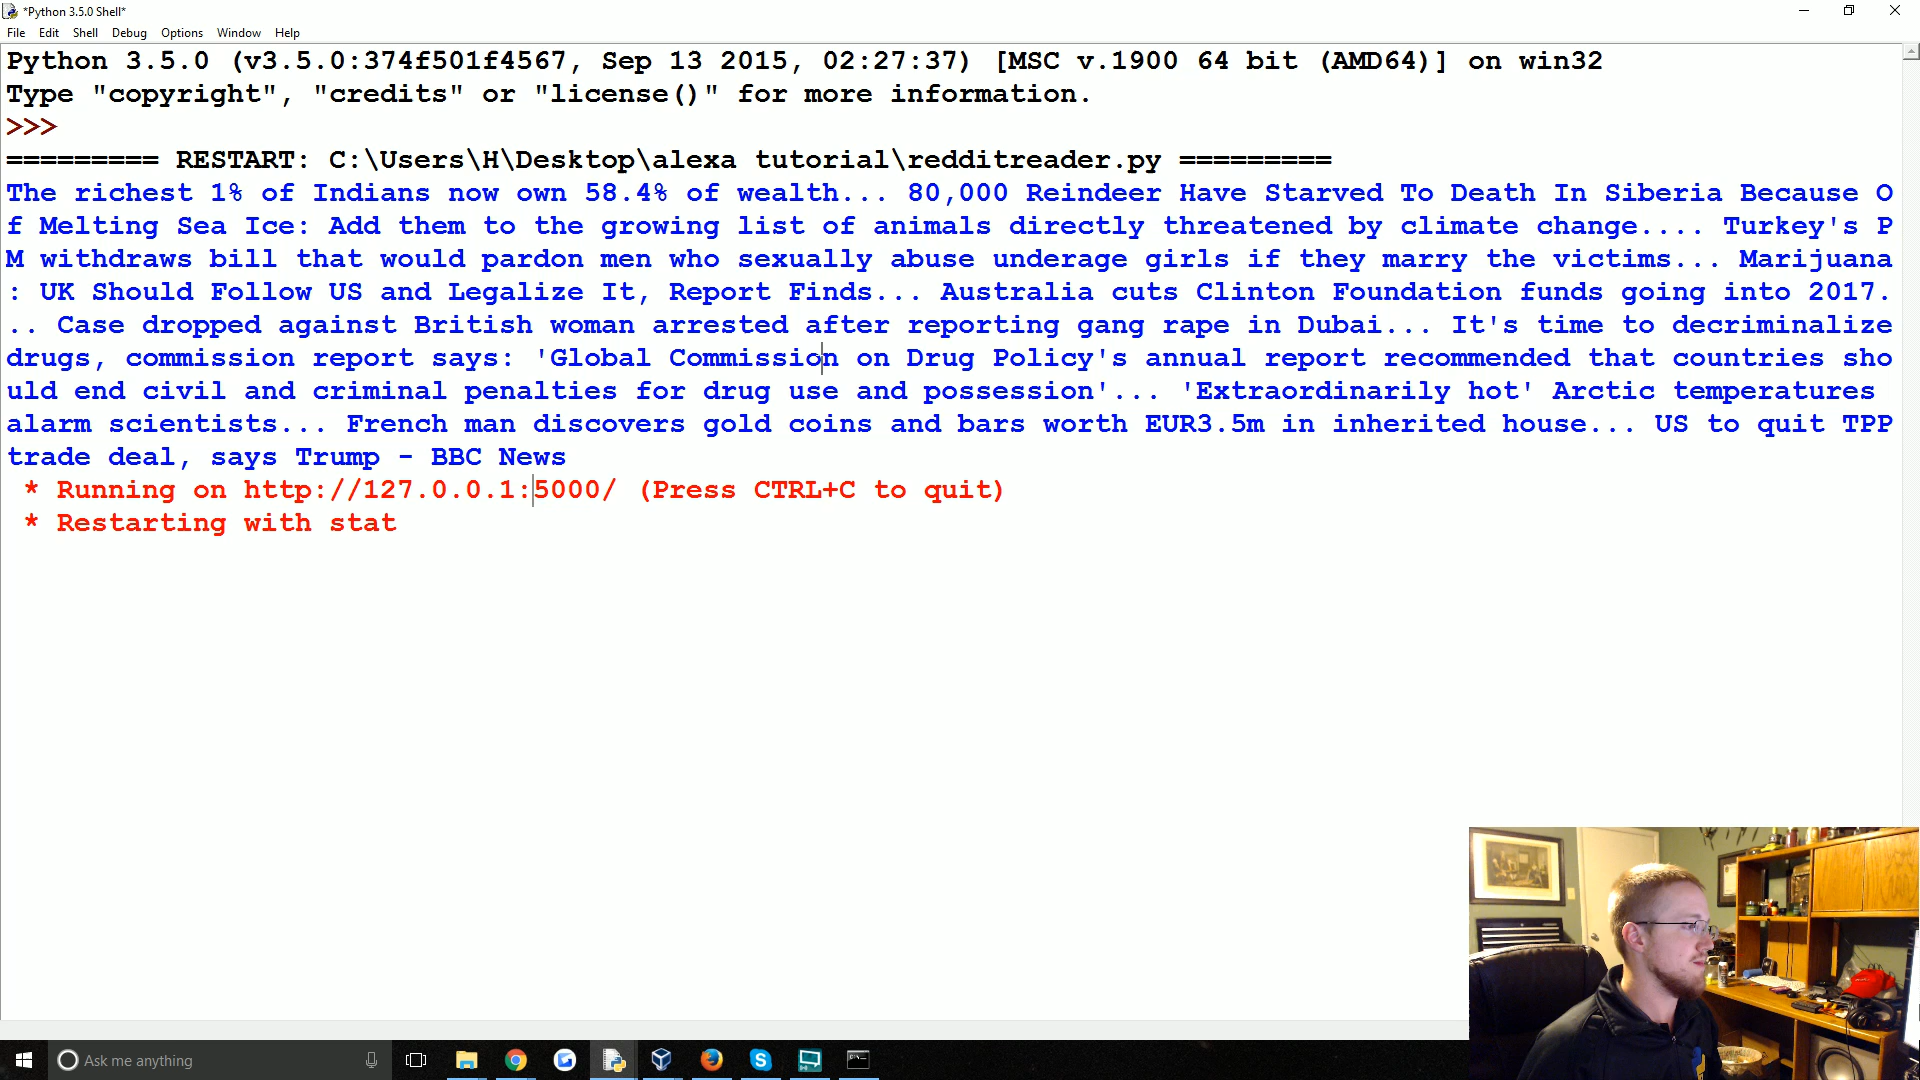 *Python 3.5.0 Shell*
File Edit Shell Debug Options Window Help
Python 3.5.0 (v3.5.0:374f501f4567, Sep 13 2015, 02:27:37) [MSC v.1900 64 bit (AMD64)] on win32
Type "copyright", "credits" or "license()" for more information.
>>>
========= RESTART: C:\Users\H\Desktop\alexa tutorial\redditreader.py =========
The richest 1% of Indians now own 58.4% of wealth... 80,000 Reindeer Have Starved To Death In Siberia Because O
f Melting Sea Ice: Add them to the growing list of animals directly threatened by climate change.... Turkey's P
M withdraws bill that would pardon men who sexually abuse underage girls if they marry the victims... Marijuana
: UK Should Follow US and Legalize It, Report Finds... Australia cuts Clinton Foundation funds going into 2017.
.. Case dropped against British woman arrested after reporting gang rape in Dubai... It's time to decriminalize
drugs, commission report says: 'Global Commission on Drug Policy's annual report recommended that countries sho
uld end civil and criminal penalties for drug use and possession'... 'Extraordinarily hot' Arctic temperatures
alarm scientists... French man discovers gold coins and bars worth EUR3.5m in inherited house... US to quit TPP
trade deal, says Trump - BBC News
* Running on http://127.0.0.1:5000/ (Press CTRL+C to quit)
* Restarting with stat
Ask me anything